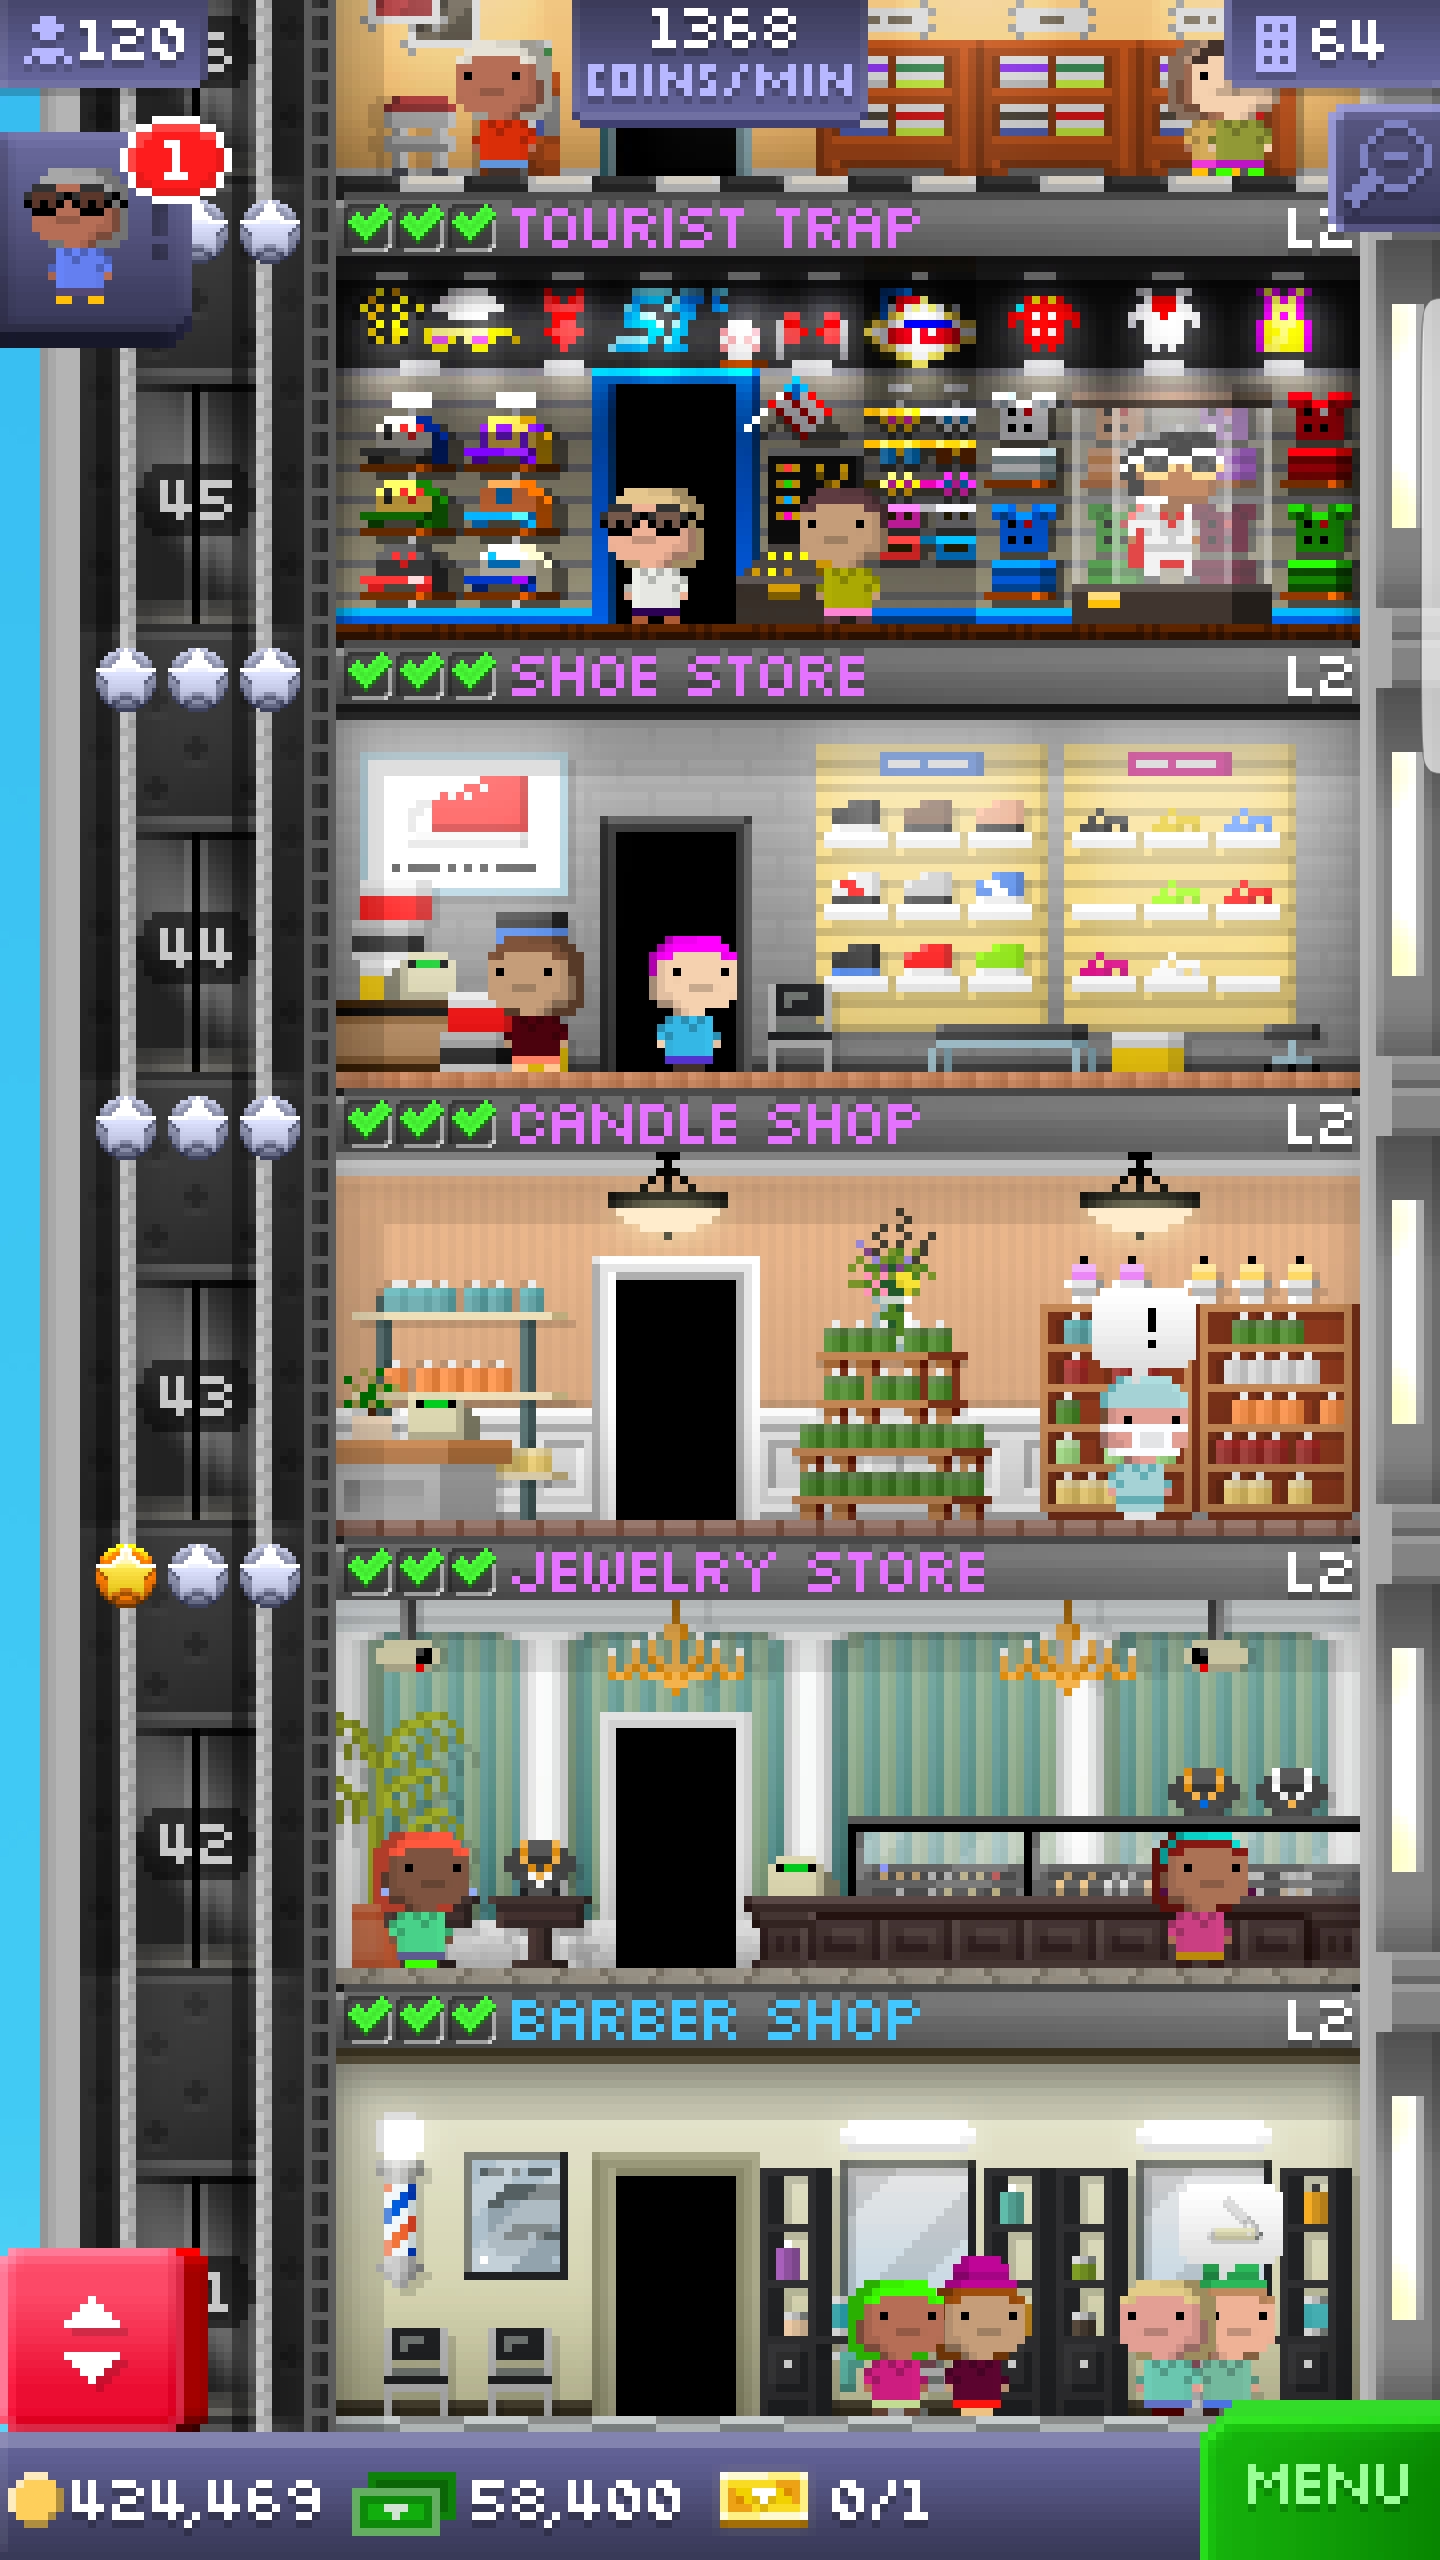 120
1368
COINS/MIN
64
1
TOURIST TRAP L2
45
SHOE STORE L2
44
CANDLE SHOP L2
43
!
JEWELRY STORE L2
42
BARBER SHOP L2
1
424,469 58,400 0/1
MENU